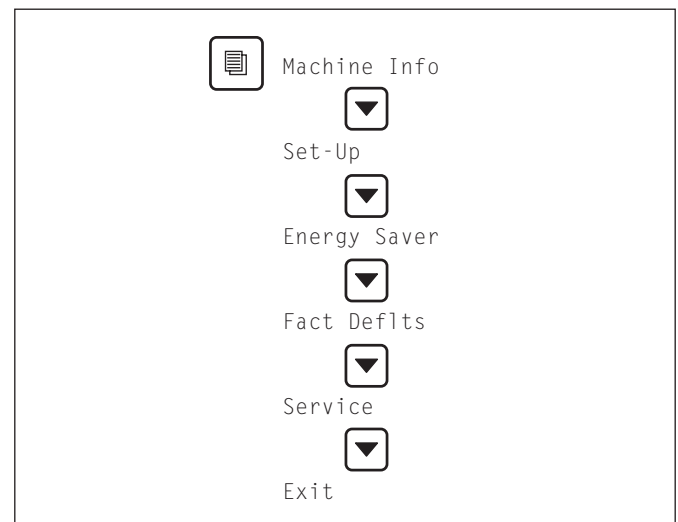 Machine Info
Set-Up
Energy Saver
Fact Deflts
Service
Exit